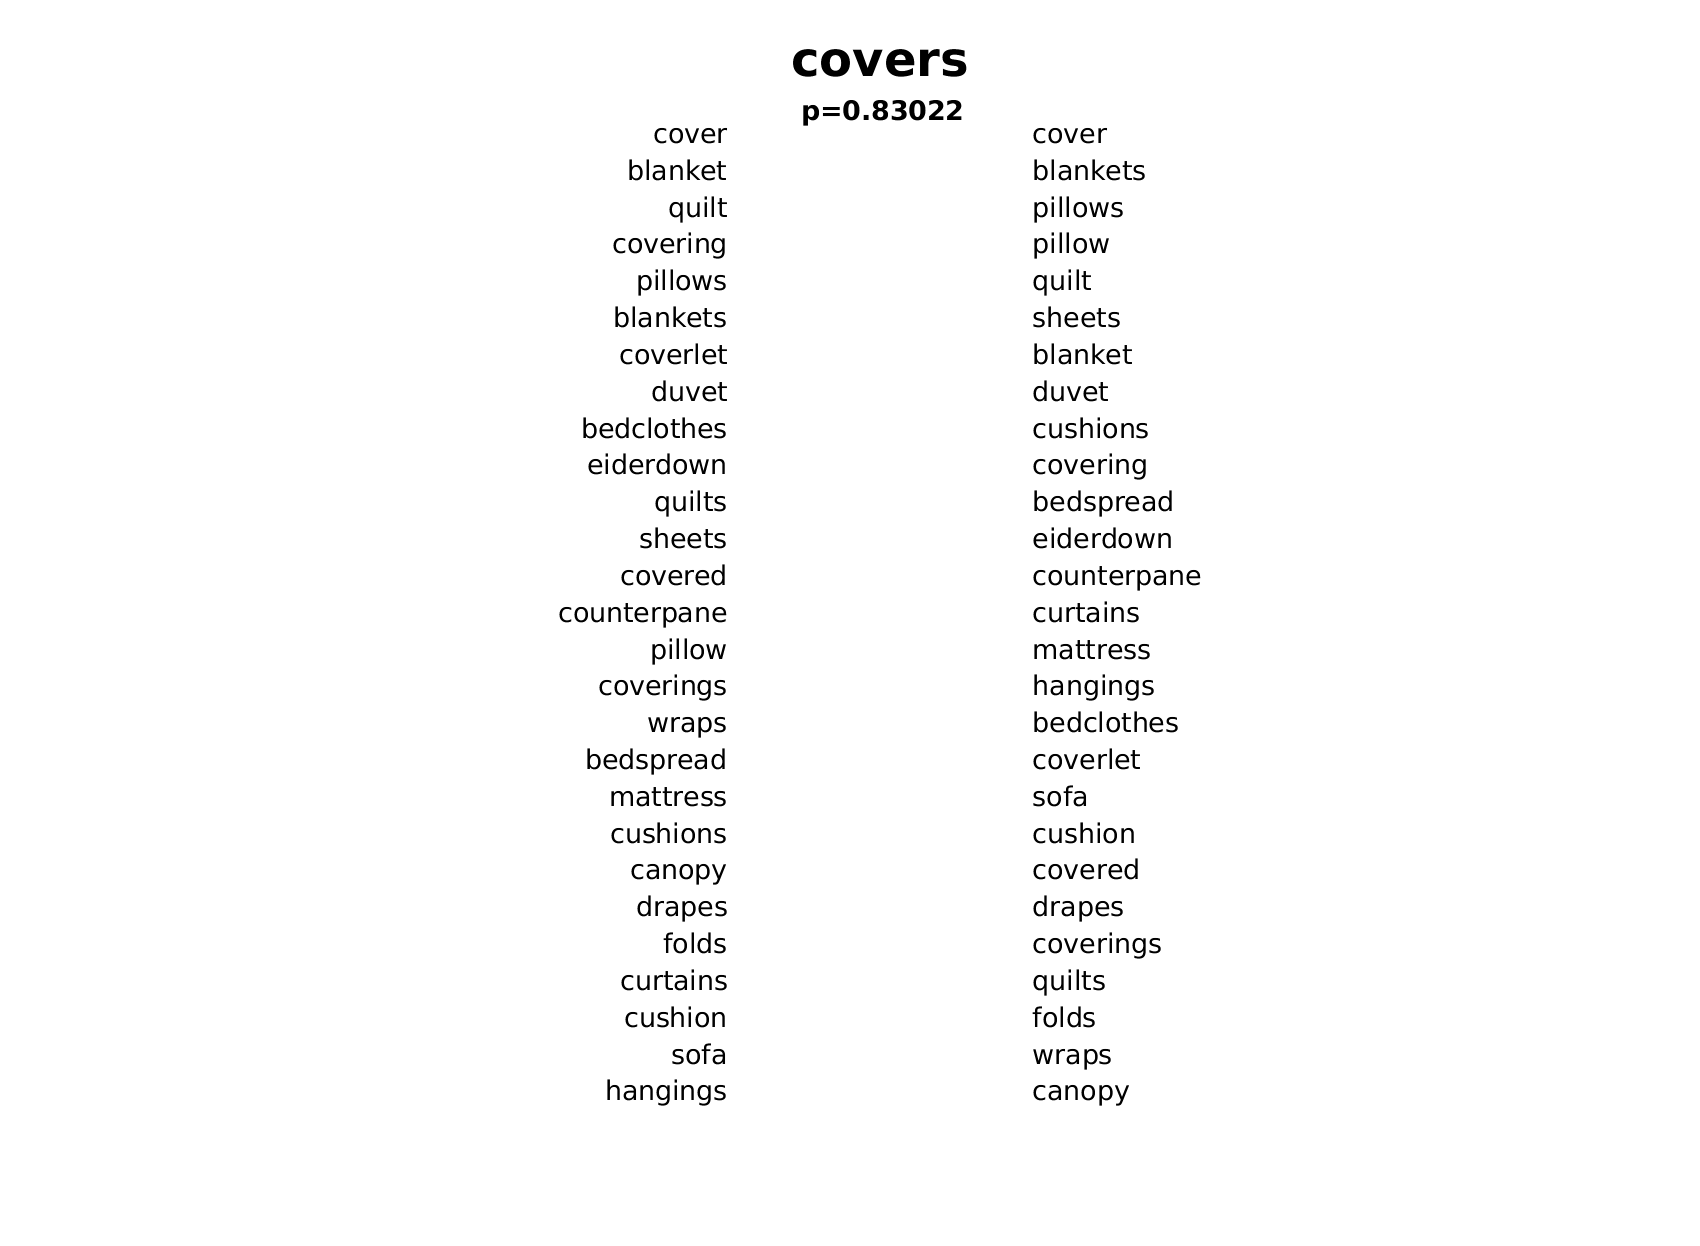 covers
p=0.83022
cover cover
blanket blankets
quilt pillows
covering pillow
pillows quilt
blankets sheets
coverlet blanket
duvet duvet
bedclothes cushions
eiderdown covering
quilts bedspread
sheets eiderdown
covered counterpane
counterpane curtains
pillow mattress
coverings hangings
wraps bedclothes
bedspread coverlet
mattress sofa
cushions cushion
canopy covered
drapes drapes
folds coverings
curtains quilts
cushion folds
sofa wraps
hangings canopy